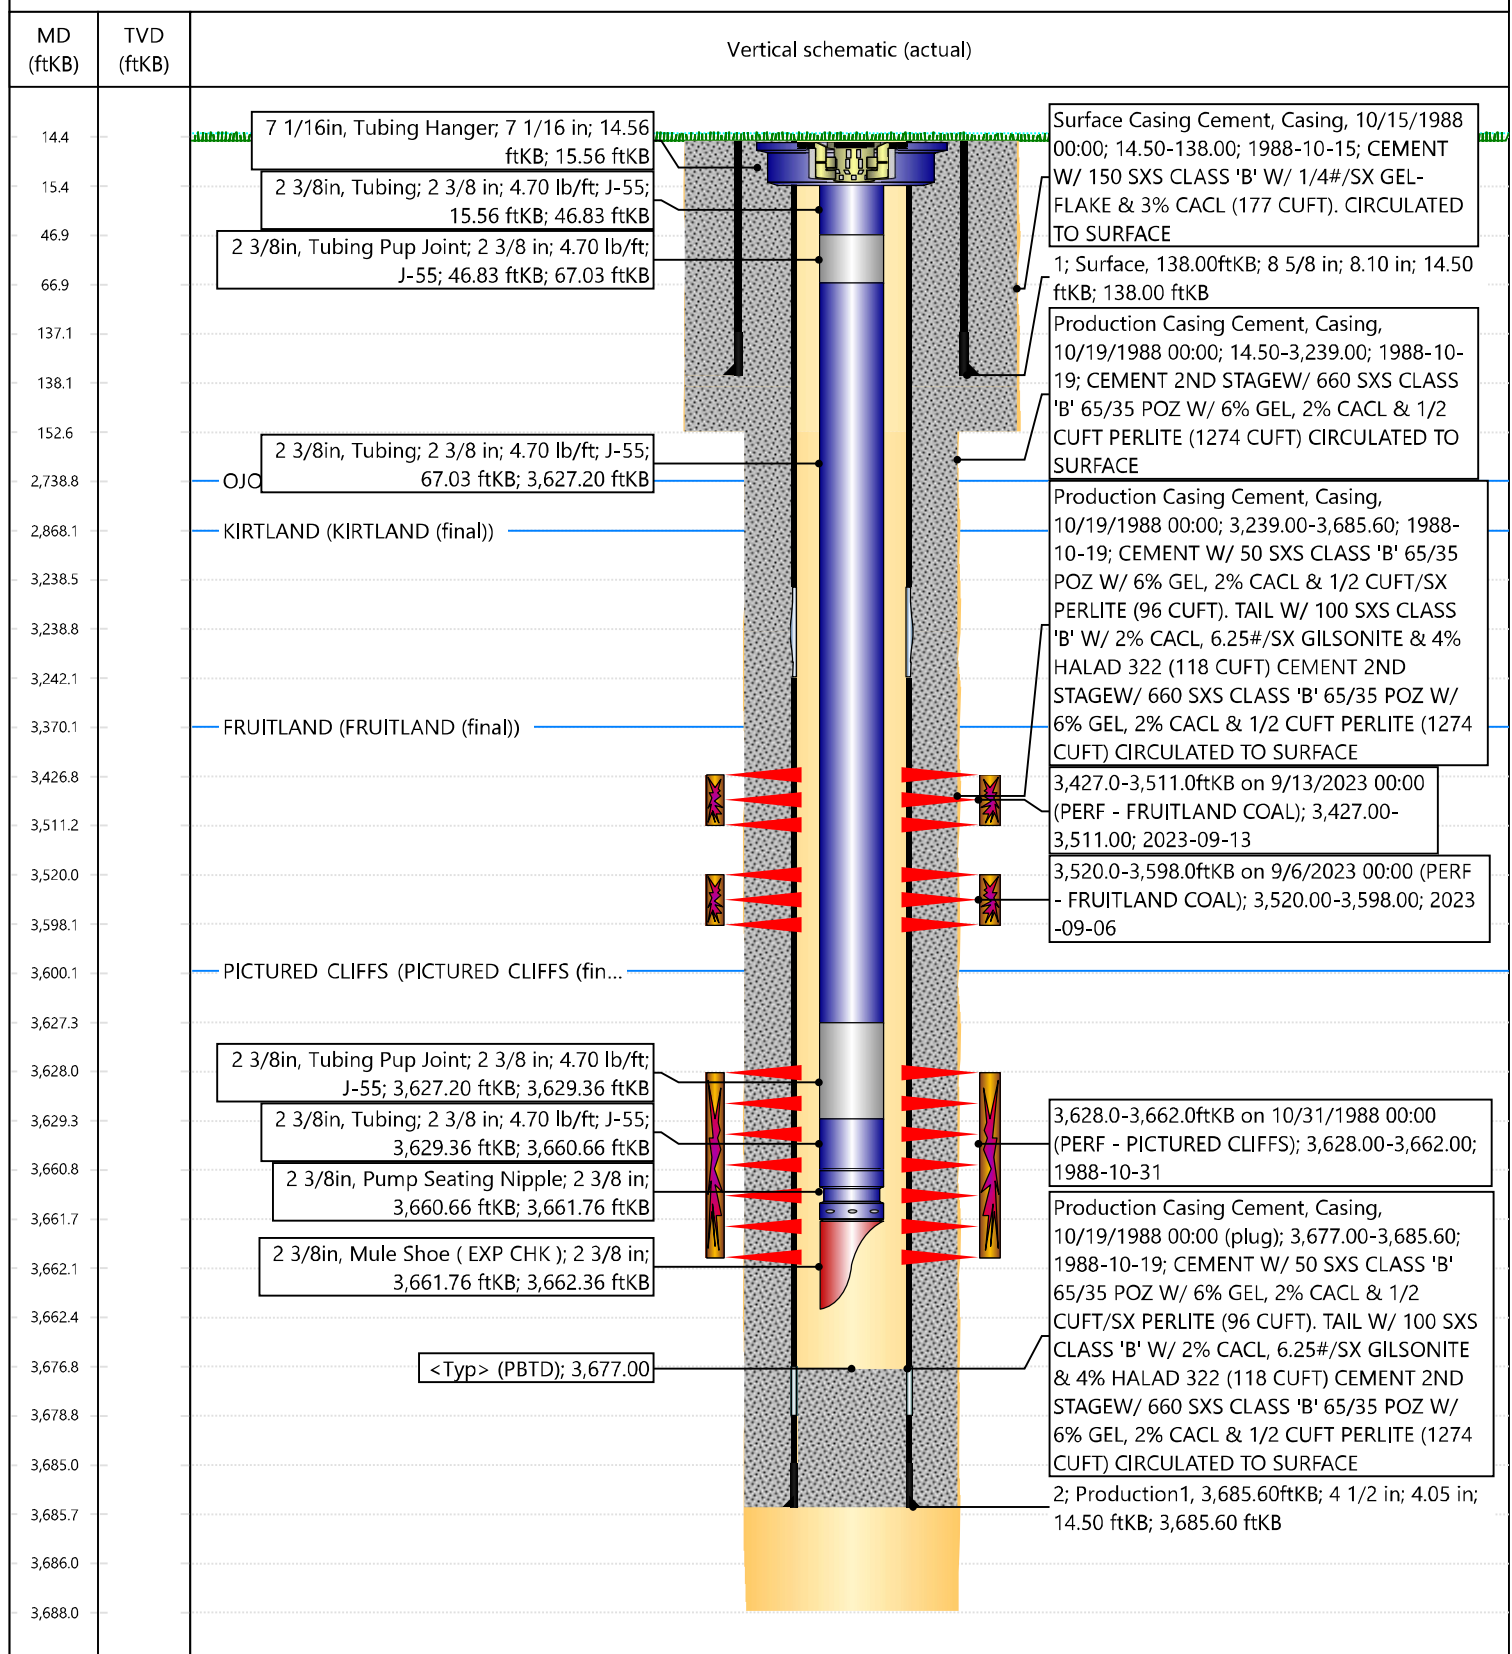 MD
(ftKB)
TVD
(ftKB)
Vertical schematic (actual)
14.4
15.4
46.9
66.9
137.1
138.1
152.6
2,738.8
2,868.1
3,238.5
3,238.8
3,242.1
3,370.1
3,426.8
3,511.2
3,520.0
3,598.1
3,600.1
3,627.3
3,628.0
3,629.3
3,660.8
3,661.7
3,662.1
3,662.4
3,676.8
3,678.8
3,685.0
3,685.7
3,686.0
3,688.0
7 1/16in, Tubing Hanger; 7 1/16 in; 14.56
ftKB; 15.56 ftKB
2 3/8in, Tubing; 2 3/8 in; 4.70 lb/ft; J-55;
15.56 ftKB; 46.83 ftKB
2 3/8in, Tubing Pup Joint; 2 3/8 in; 4.70 lb/ft;
J-55; 46.83 ftKB; 67.03 ftKB
2 3/8in, Tubing; 2 3/8 in; 4.70 lb/ft; J-55;
67.03 ftKB; 3,627.20 ftKB
OJO
KIRTLAND (KIRTLAND (final))
FRUITLAND (FRUITLAND (final))
PICTURED CLIFFS (PICTURED CLIFFS (fin...
2 3/8in, Tubing Pup Joint; 2 3/8 in; 4.70 lb/ft;
J-55; 3,627.20 ftKB; 3,629.36 ftKB
2 3/8in, Tubing; 2 3/8 in; 4.70 lb/ft; J-55;
3,629.36 ftKB; 3,660.66 ftKB
2 3/8in, Pump Seating Nipple; 2 3/8 in;
3,660.66 ftKB; 3,661.76 ftKB
2 3/8in, Mule Shoe ( EXP CHK ); 2 3/8 in;
3,661.76 ftKB; 3,662.36 ftKB
<Typ> (PBTD); 3,677.00
Surface Casing Cement, Casing, 10/15/1988
00:00; 14.50-138.00; 1988-10-15; CEMENT
W/ 150 SXS CLASS 'B' W/ 1/4#/SX GEL-
FLAKE & 3% CACL (177 CUFT). CIRCULATED
TO SURFACE
1; Surface, 138.00ftKB; 8 5/8 in; 8.10 in; 14.50
ftKB; 138.00 ftKB
Production Casing Cement, Casing,
10/19/1988 00:00; 14.50-3,239.00; 1988-10-
19; CEMENT 2ND STAGEW/ 660 SXS CLASS
'B' 65/35 POZ W/ 6% GEL, 2% CACL & 1/2
CUFT PERLITE (1274 CUFT) CIRCULATED TO
SURFACE
Production Casing Cement, Casing,
10/19/1988 00:00; 3,239.00-3,685.60; 1988-
10-19; CEMENT W/ 50 SXS CLASS 'B' 65/35
POZ W/ 6% GEL, 2% CACL & 1/2 CUFT/SX
PERLITE (96 CUFT). TAIL W/ 100 SXS CLASS
'B' W/ 2% CACL, 6.25#/SX GILSONITE & 4%
HALAD 322 (118 CUFT) CEMENT 2ND
STAGEW/ 660 SXS CLASS 'B' 65/35 POZ W/
6% GEL, 2% CACL & 1/2 CUFT PERLITE (1274
CUFT) CIRCULATED TO SURFACE
3,427.0-3,511.0ftKB on 9/13/2023 00:00
(PERF - FRUITLAND COAL); 3,427.00-
3,511.00; 2023-09-13
3,520.0-3,598.0ftKB on 9/6/2023 00:00 (PERF
- FRUITLAND COAL); 3,520.00-3,598.00; 2023
-09-06
3,628.0-3,662.0ftKB on 10/31/1988 00:00
(PERF - PICTURED CLIFFS); 3,628.00-3,662.00;
1988-10-31
Production Casing Cement, Casing,
10/19/1988 00:00 (plug); 3,677.00-3,685.60;
1988-10-19; CEMENT W/ 50 SXS CLASS 'B'
65/35 POZ W/ 6% GEL, 2% CACL & 1/2
CUFT/SX PERLITE (96 CUFT). TAIL W/ 100 SXS
CLASS 'B' W/ 2% CACL, 6.25#/SX GILSONITE
& 4% HALAD 322 (118 CUFT) CEMENT 2ND
STAGEW/ 660 SXS CLASS 'B' 65/35 POZ W/
6% GEL, 2% CACL & 1/2 CUFT PERLITE (1274
CUFT) CIRCULATED TO SURFACE
2; Production1, 3,685.60ftKB; 4 1/2 in; 4.05 in;
14.50 ftKB; 3,685.60 ftKB